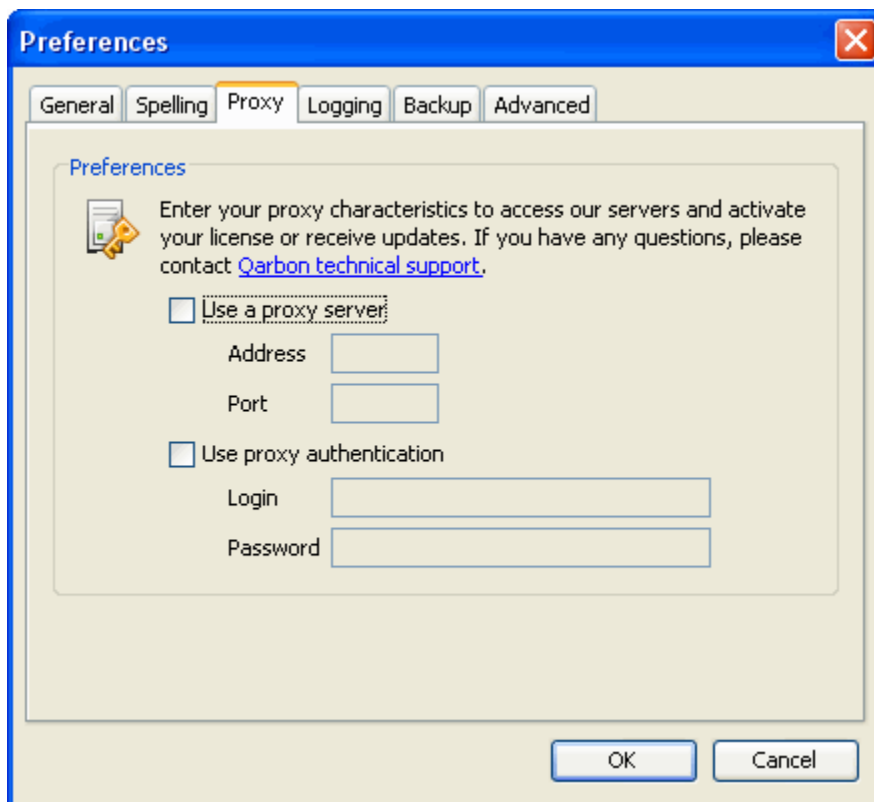 Preferences
General Spelling Proxy Logging Backup Advanced
Preferences
Enter your proxy characteristics to access our servers and activate
your license or receive updates. If you have any questions, please
contact Qarbon technical support.
Use a proxy server
Address
Port
Use proxy authentication
Login
Password
OK Cancel